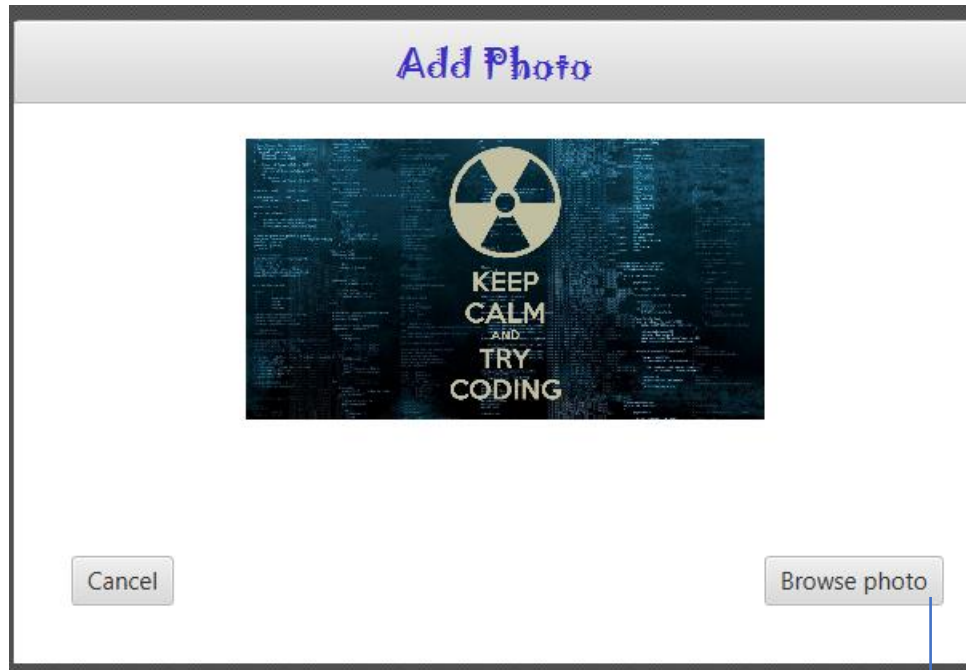 Add Photo
KEEP
CALM
AND
TRY
CODING
Cancel
Browse photo